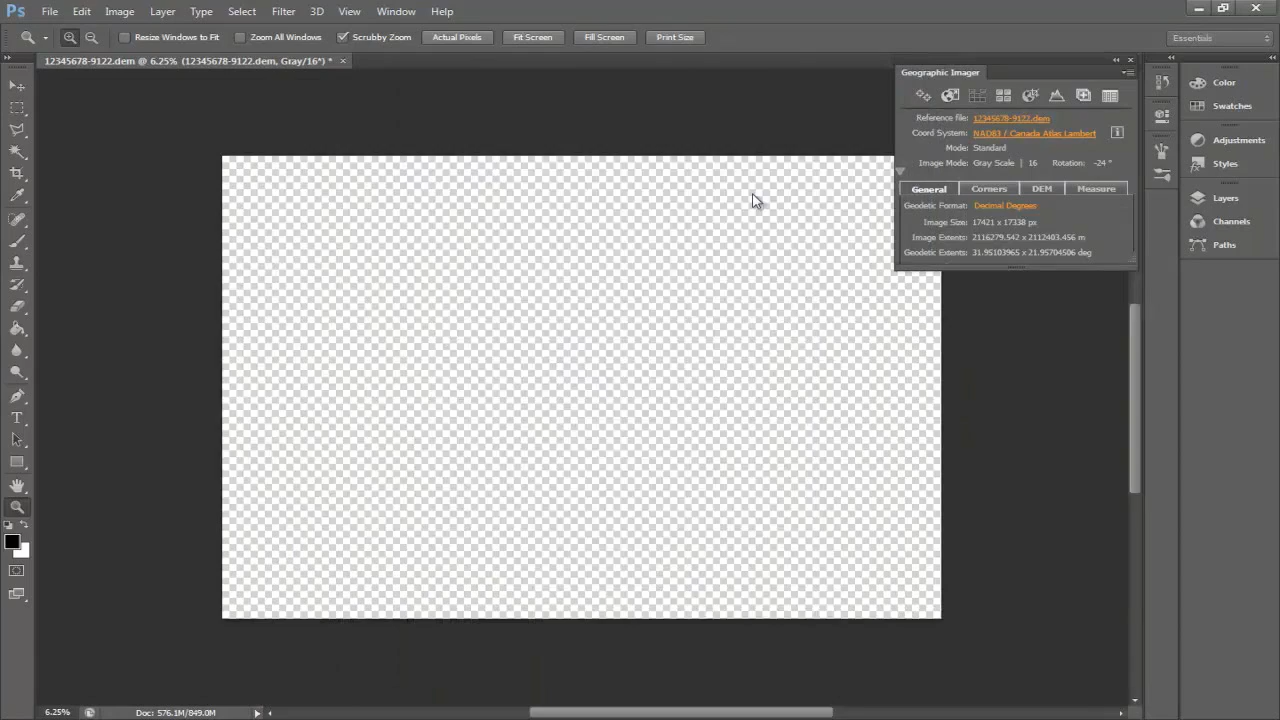 Ps File Edit Image Layer Type Select Filter 3D View Window Help
Resize Windows to Fit Zoom All Windows Scrubby Zoom Actual Pixels Fit Screen Fill Screen Print Size Essentials
12345678-9122.dem @ 6.25% (12345678-9122.dem, Gray/16*) *
Geographic Imager
Reference file: 12345678-9122.dem
Coord System: NAD83 / Canada Atlas Lambert
Mode: Standard
Image Mode: Gray Scale | 16 Rotation: -24 °
General Corners DEM Measure
Geodetic Format: Decimal Degrees
Image Size: 17421 x 17338 px
Image Extents: 2116279.542 x 2112403.456 m
Geodetic Extents: 31.95103965 x 21.95704506 deg
Color
Swatches
Adjustments
Styles
Layers
Channels
Paths
T
6.25% Doc: 576.1M/849.0M